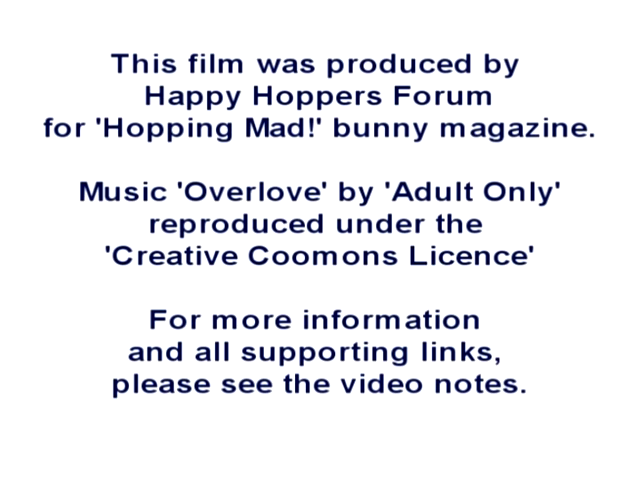 This film was produced by
Happy Hoppers Forum
for 'Hopping Mad!' bunny magazine.
Music 'Overlove' by 'Adult Only'
reproduced under the
'Creative Coomons Licence'
For more information
and all supporting links,
please see the video notes.